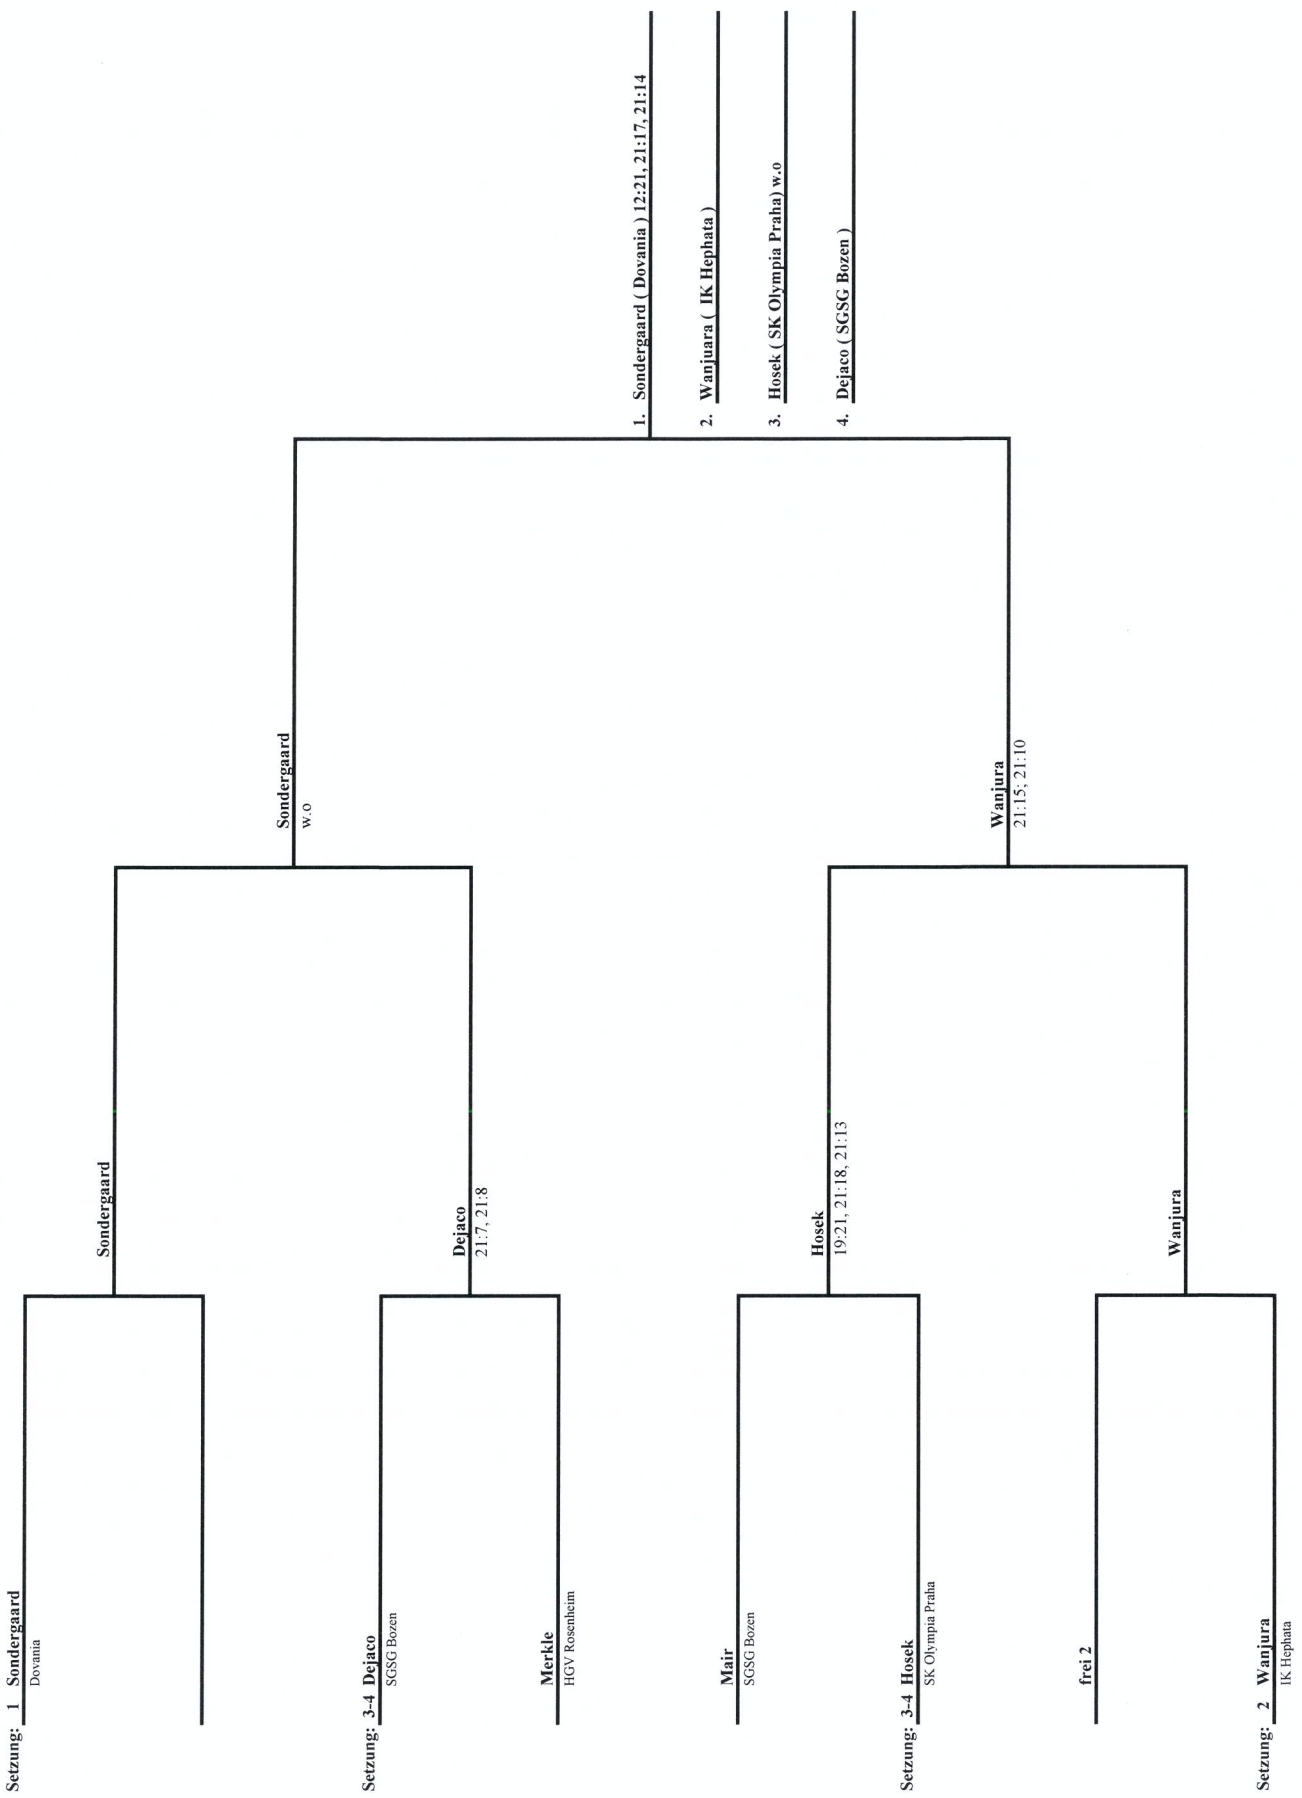 Setzung: 1 Sondergaard
Dovania
Setzung: 3-4 Dejaco
SGSG Bozen
Merkle
HGV Rosenheim
Mair
SGSG Bozen
Setzung: 3-4 Hosek
SK Olympia Praha
frei 2
Setzung: 2 Wanjura
IK Hephata
Sondergaard
Dejaco
21:7, 21:8
Hosek
19:21, 21:18, 21:13
Wanjura
Sondergaard
w.o
Wanjura
21:15; 21:10
1. Sondergaard ( Dovania ) 12:21, 21:17, 21:14
2. Wanjuara ( IK Hephata )
3. Hosek ( SK Olympia Praha) w.o
4. Dejaco ( SGSG Bozen )